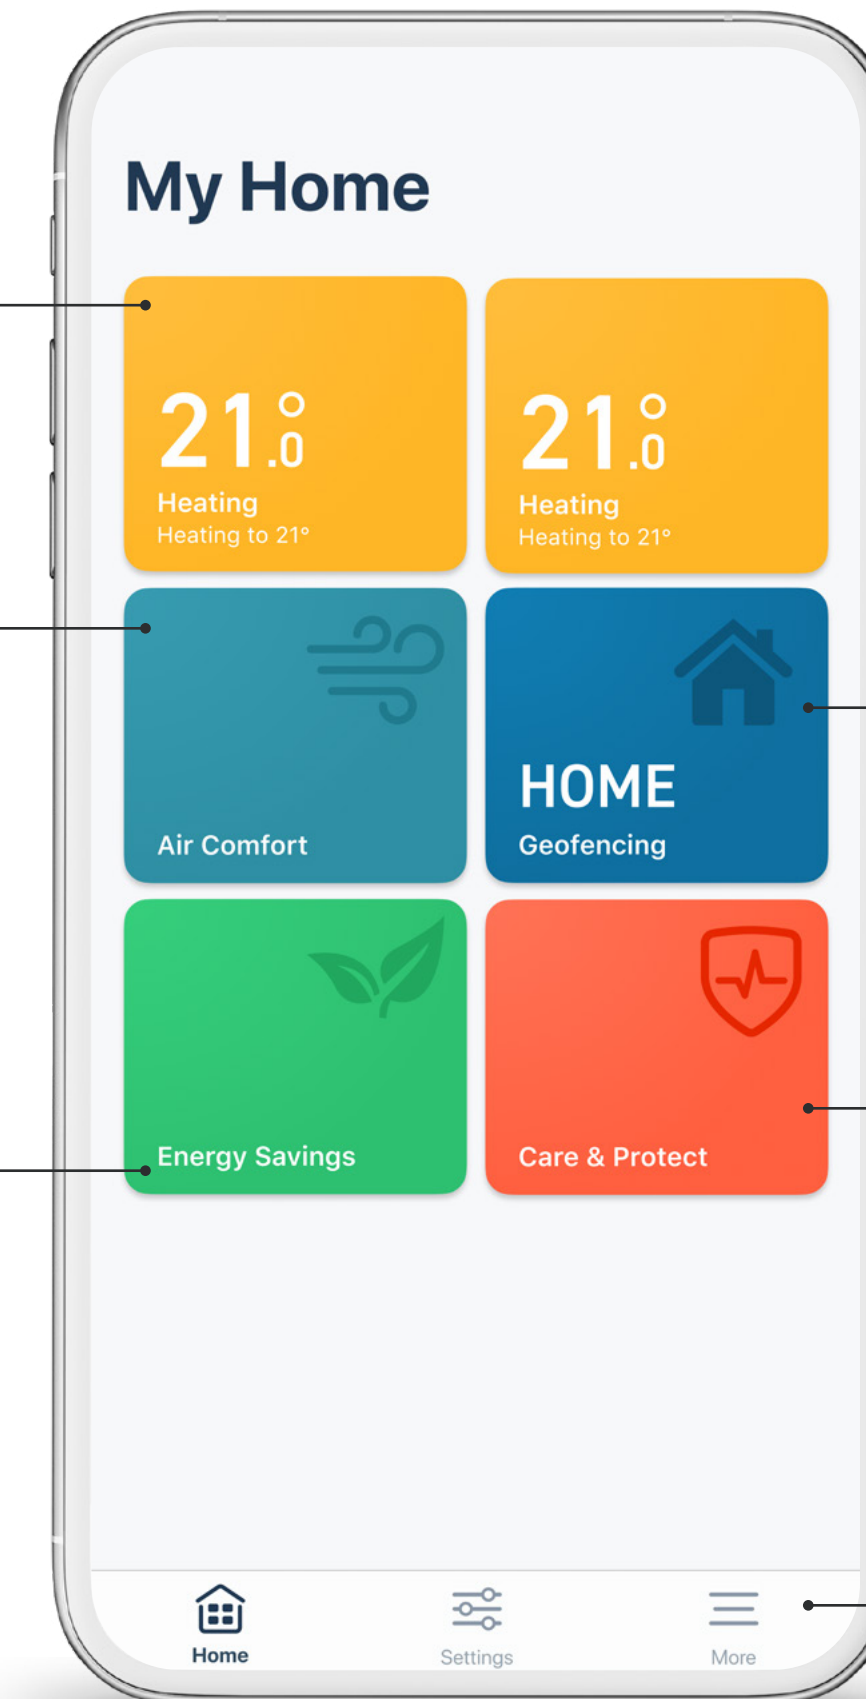 My Home
21.0°
Heating
Heating to 21°
21.0°
Heating
Heating to 21°
Air Comfort
HOME
Geofencing
Energy Savings
Care & Protect
Home
Settings
More